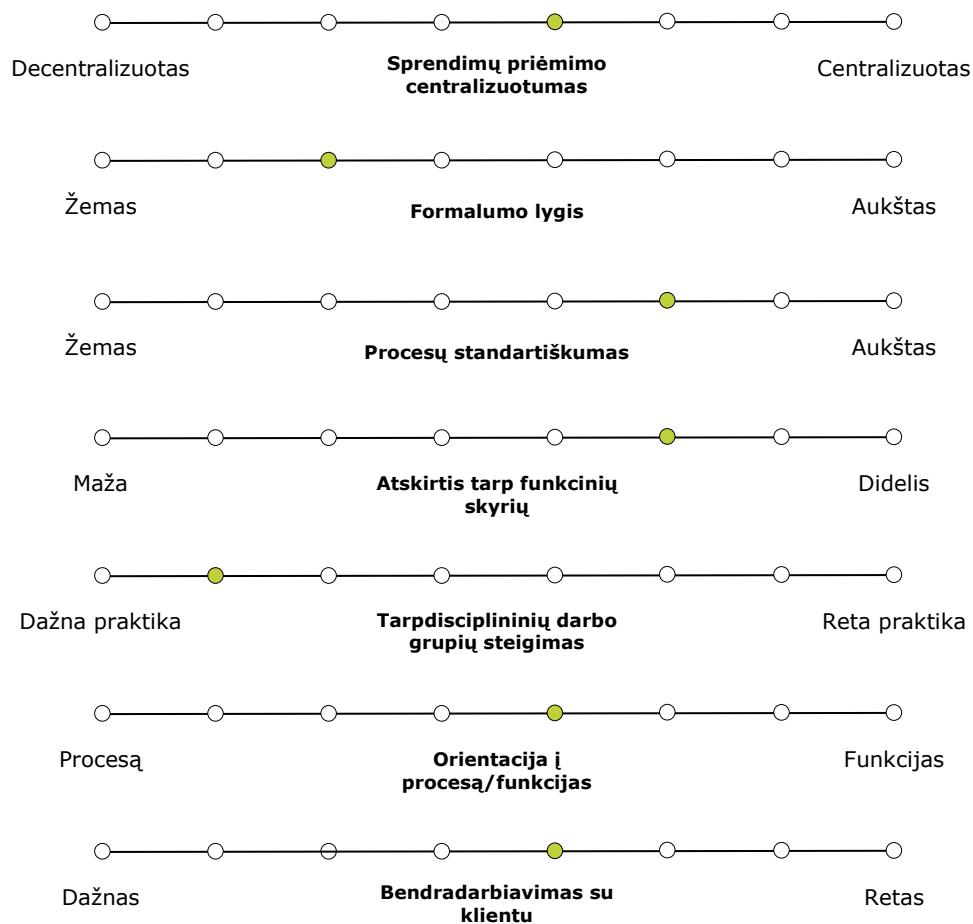 Decentralizuotas
Sprendimų priėmimo
centralizuotumas
Centralizuotas
Žemas
Formalumo lygis
Aukštas
Žemas
Procesų standartiškumas
Aukštas
Maža
Atskirtis tarp funkcinių
skyrių
Didelis
Dažna praktika
Tarpdisciplininių darbo
grupių steigimas
Reta praktika
Procesą
Orientacija į
procesą/funkcijas
Funkcijas
Dažnas
Bendradarbiavimas su
klientu
Retas